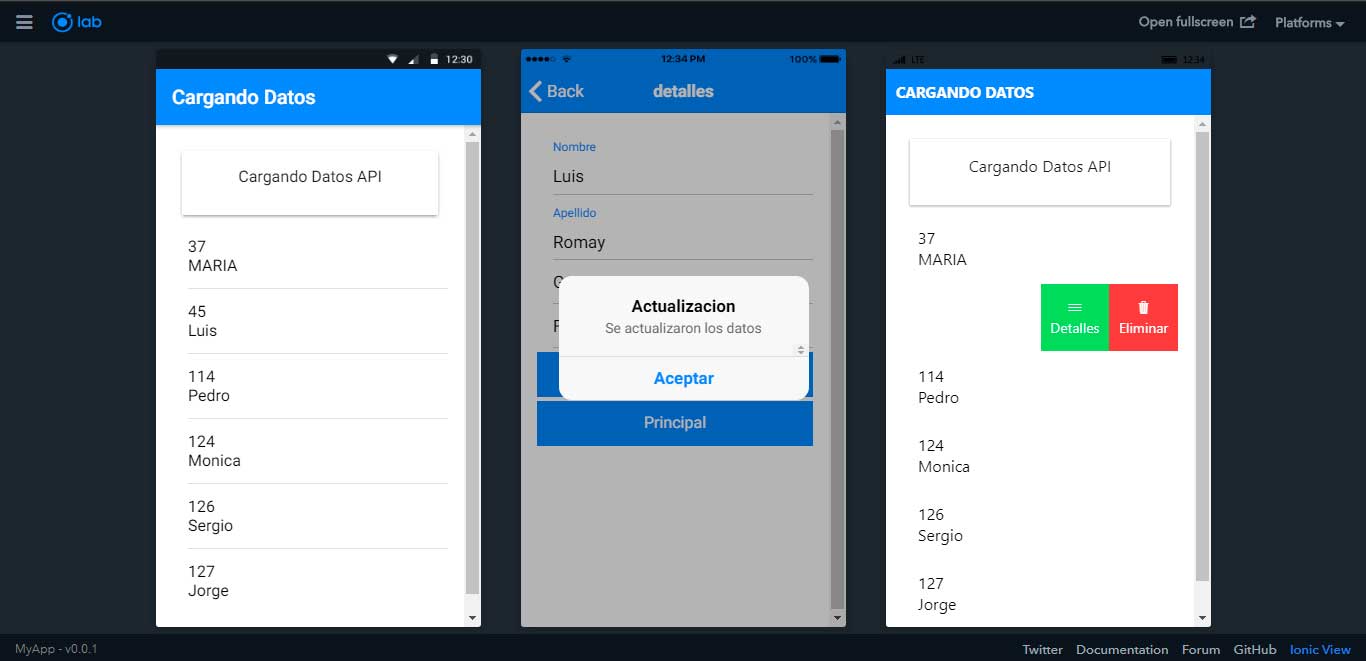 lab
Open fullscreen
Platforms
12:30
Cargando Datos
Cargando Datos API
37
MARIA
45
Luis
114
Pedro
124
Monica
126
Sergio
127
Jorge
12:34 PM
100%
Back
detalles
Nombre
Luis
Apellido
Romay
Actualizacion
Se actualizaron los datos
Aceptar
Principal
LTE
12:34
CARGANDO DATOS
Cargando Datos API
37
MARIA
Detalles
Eliminar
114
Pedro
124
Monica
126
Sergio
127
Jorge
MyApp - v0.0.1
Twitter
Documentation
Forum
GitHub
Ionic View